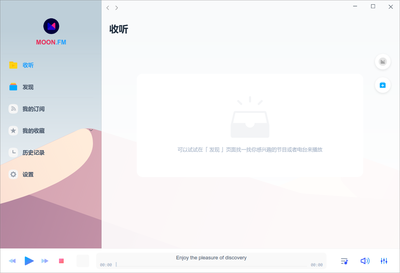 MOON.FM
收听
发现
我的订阅
我的收藏
历史记录
设置
收听
可以试试在「发现」页面找一些你感兴趣的节目或者电台来播放
Enjoy the pleasure of discovery
00:00
00:00